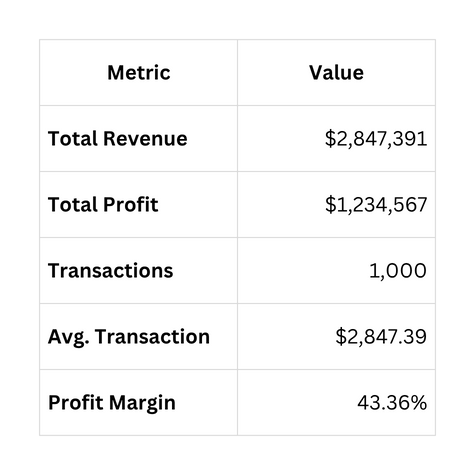 Metric Value
Total Revenue $2,847,391
Total Profit $1,234,567
Transactions 1,000
Avg. Transaction $2,847.39
Profit Margin 43.36%